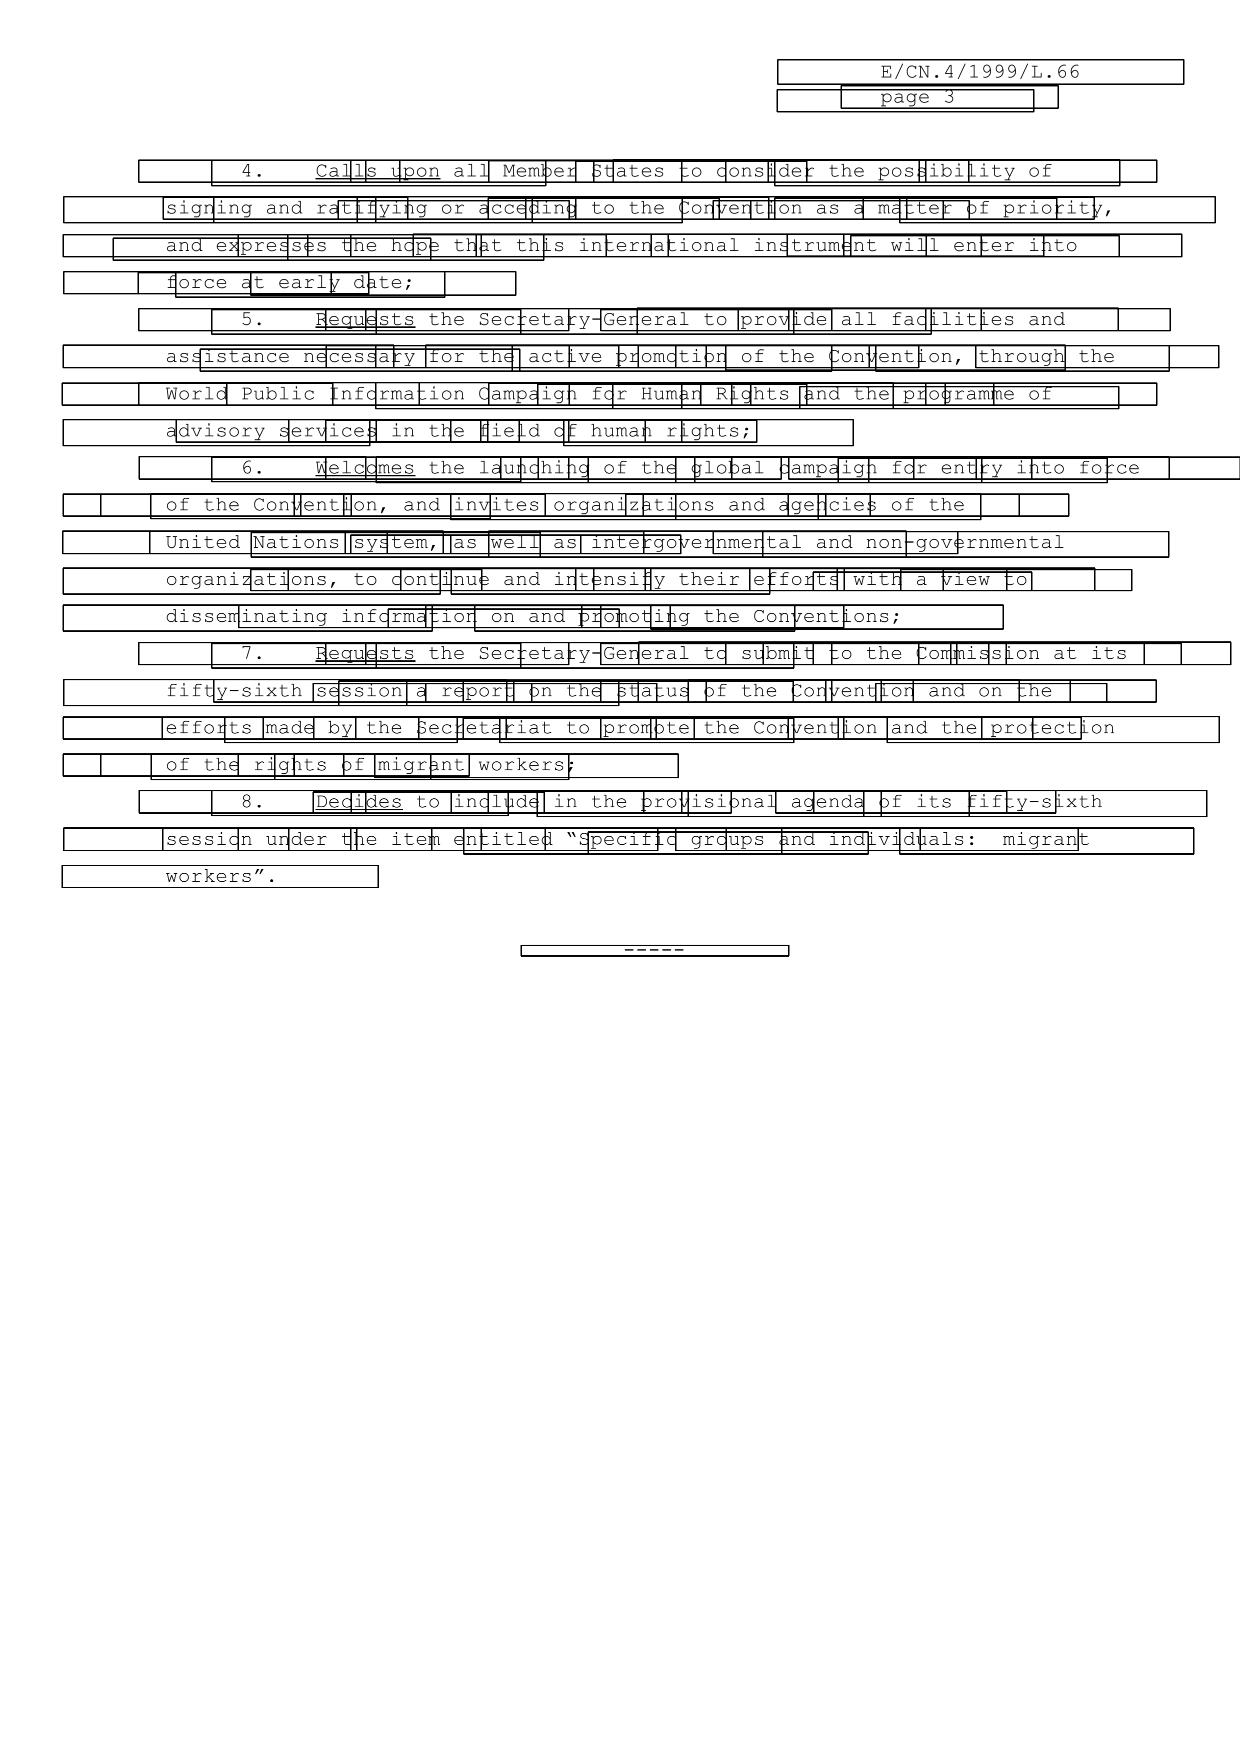 E/CN.4/1999/L.66
page 3
4. Calls upon all Member States to consider the possibility of
signing and ratifying or acceding to the Convention as a matter of priority,
and expresses the hope that this international instrument will enter into
force at early date;
5. Requests the Secretary-General to provide all facilities and
assistance necessary for the active promotion of the Convention, through the
World Public Information Campaign for Human Rights and the programme of
advisory services in the field of human rights;
6. Welcomes the launching of the global campaign for entry into force
of the Convention, and invites organizations and agencies of the
United Nations system, as well as intergovernmental and non-governmental
organizations, to continue and intensify their efforts with a view to
disseminating information on and promoting the Conventions;
7. Requests the Secretary-General to submit to the Commission at its
fifty-sixth session a report on the status of the Convention and on the
efforts made by the Secretariat to promote the Convention and the protection
of the rights of migrant workers;
8. Decides to include in the provisional agenda of its fifty-sixth
session under the item entitled “Specific groups and individuals:  migrant
workers”.
-----